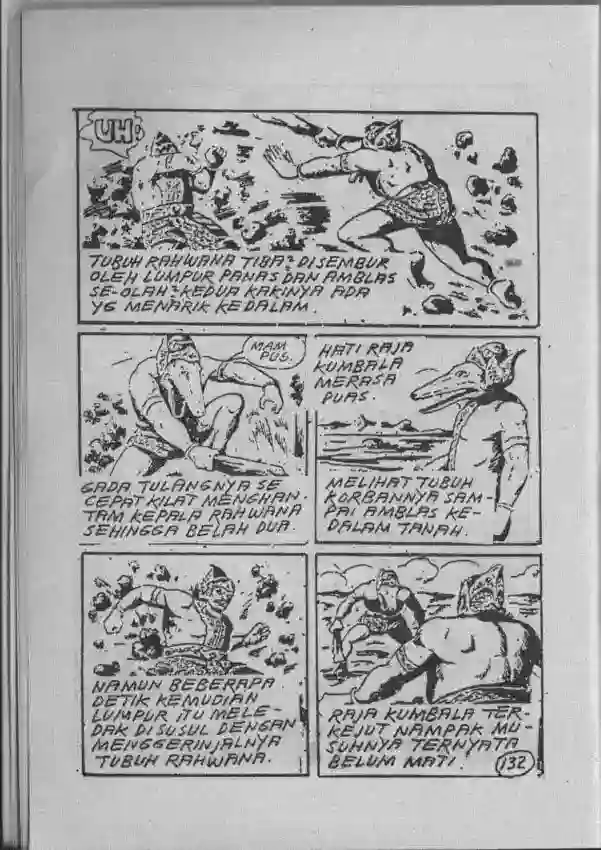 UH!
TUBUH RAHWANA TIBA² DISEMBUR
OLEH LUMPUR PANAS DAN AMBLAS
SE-OLAH² KEDUA KAKINYA ADA
YG MENARIK KEDALAM.
MAM
PUS.
GADA TULANGNYA SE
CEPAT KILAT MENGHAN-
TAM KEPALA RAHWANA
SEHINGGA BELAH DUA.
HATI RAJA
KUMBALA
MERASA
PUAS.
MELIHAT TUBUH
KORBANNYA SAM-
PAI AMBLAS KE-
DALAM TANAH.
NAMUN BEBERAPA
DETIK KEMUDIAN
LUMPUR ITU MELE-
DAK DISUSUL DENGAN
MENGGERINJALNYA
TUBUH RAHWANA.
RAJA KUMBALA TER-
KEJUT NAMPAK MU-
SUHNYA TERNYATA
BELUM MATI.
132